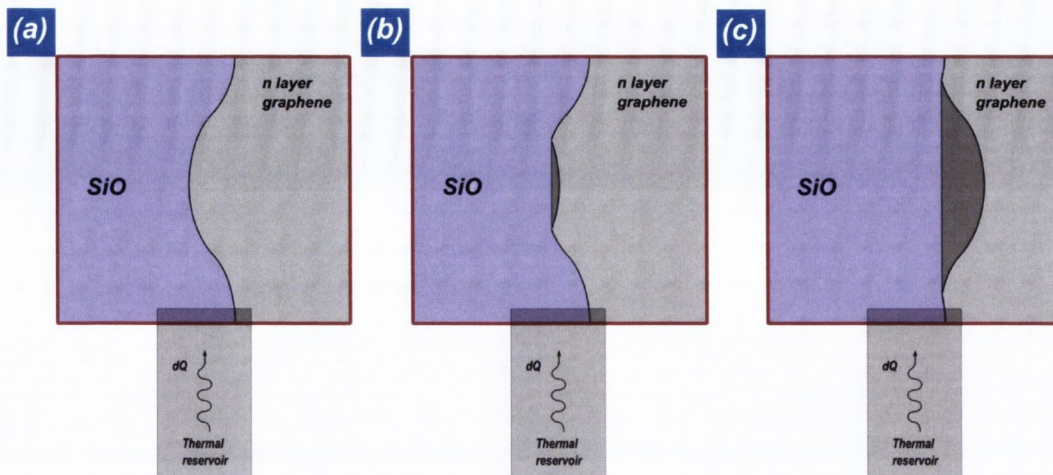 (a)
n layer
graphene
SiO
dQ
Thermal
reservoir
(b)
n layer
graphene
SiO
dQ
Thermal
reservoir
(c)
n layer
graphene
SiO
dQ
Thermal
reservoir